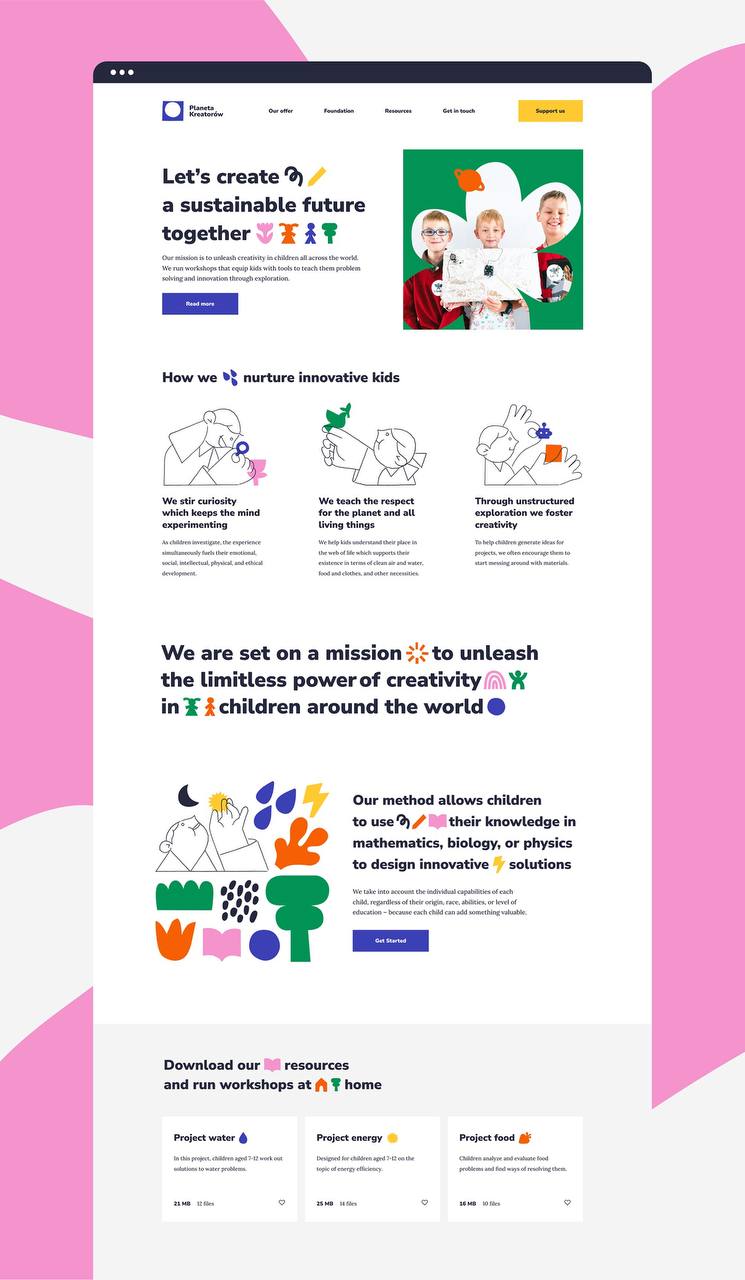 Planeta
Kreatorów
Our offer
Foundation
Resources
Get in touch
Support us
Let's create
a sustainable future
together
Our mission is to unleash creativity in children all across the world.
We run workshops that equip kids with tools to teach them problem
solving and innovation through exploration.
Read more
How we nurture innovative kids
We stir curiosity
which keeps the mind
experimenting
As children investigate, the experience
simultaneously fuels their emotional,
social, intellectual, physical, and ethical
development.
We teach the respect
for the planet and all
living things
We help kids understand their place in
the web of life which supports their
existence in terms of clean air and water,
food and clothes, and other necessities.
Through unstructured
exploration we foster
creativity
To help children generate ideas for
projects, we often encourage them to
start messing around with materials.
We are set on a mission to unleash
the limitless power of creativity
in children around the world
Our method allows children
to use their knowledge in
mathematics, biology, or physics
to design innovative solutions
We take into account the individual capabilities of each
child, regardless of their origin, race, abilities, or level of
education – because each child can add something valuable.
Get Started
Download our resources
and run workshops at home
Project water
In this project, children aged 7-12 work out
solutions to water problems.
21 MB 12 files
Project energy
Designed for children aged 7-12 on the
topic of energy efficiency.
25 MB 14 files
Project food
Children analyze and evaluate food
problems and find ways of resolving them.
16 MB 10 files